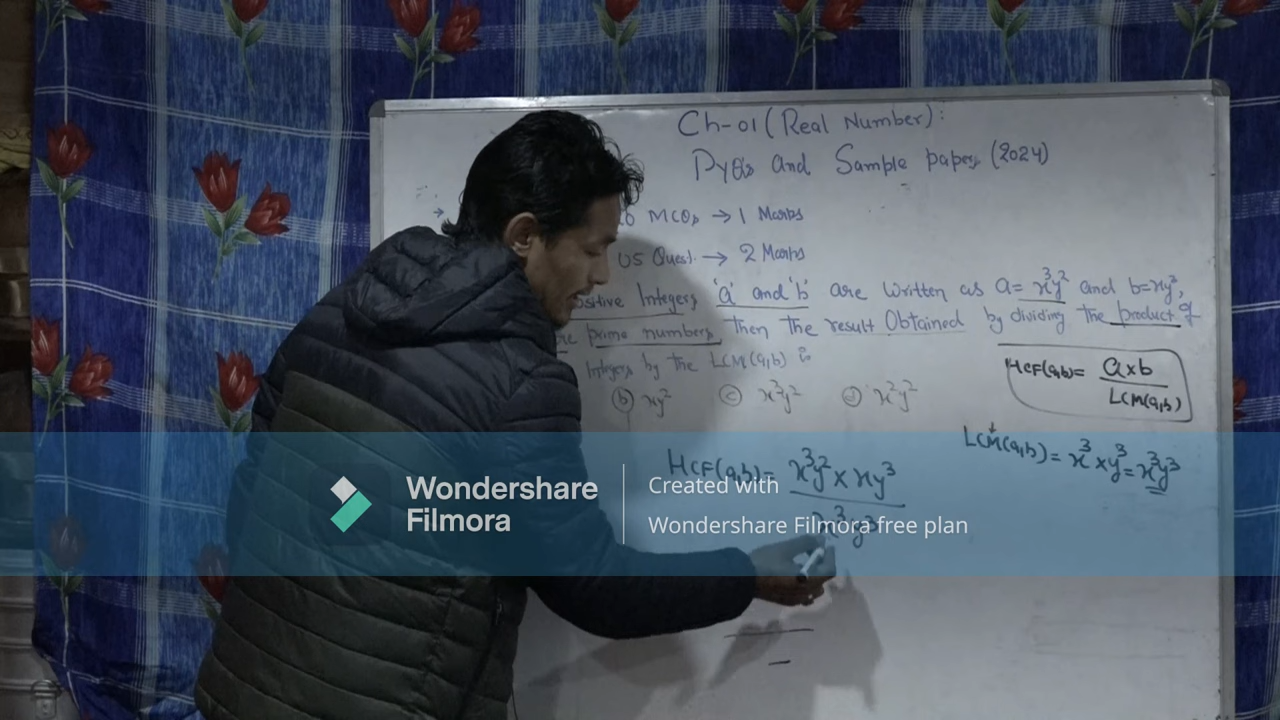 Ch-01 (Real Number):
PYQs and Sample papers (2024)
MCQs → 1 Marks
05 Quest. → 2 Marks
ositive Integers 'a' and 'b' are written as a = x³y² and b = xy³,
prime numbers, then the result Obtained by dividing the product of
Integers by the LCM(a,b) is
(b) xy² (c) x³y² (d) x²y²
HCF(a,b) = a×b / LCM(a,b)
LCM(a,b) = x³ × y³ = x³y³
HCF(a,b) = x³y² × xy³ / x³y³
Wondershare Filmora
Created with
Wondershare Filmora free plan